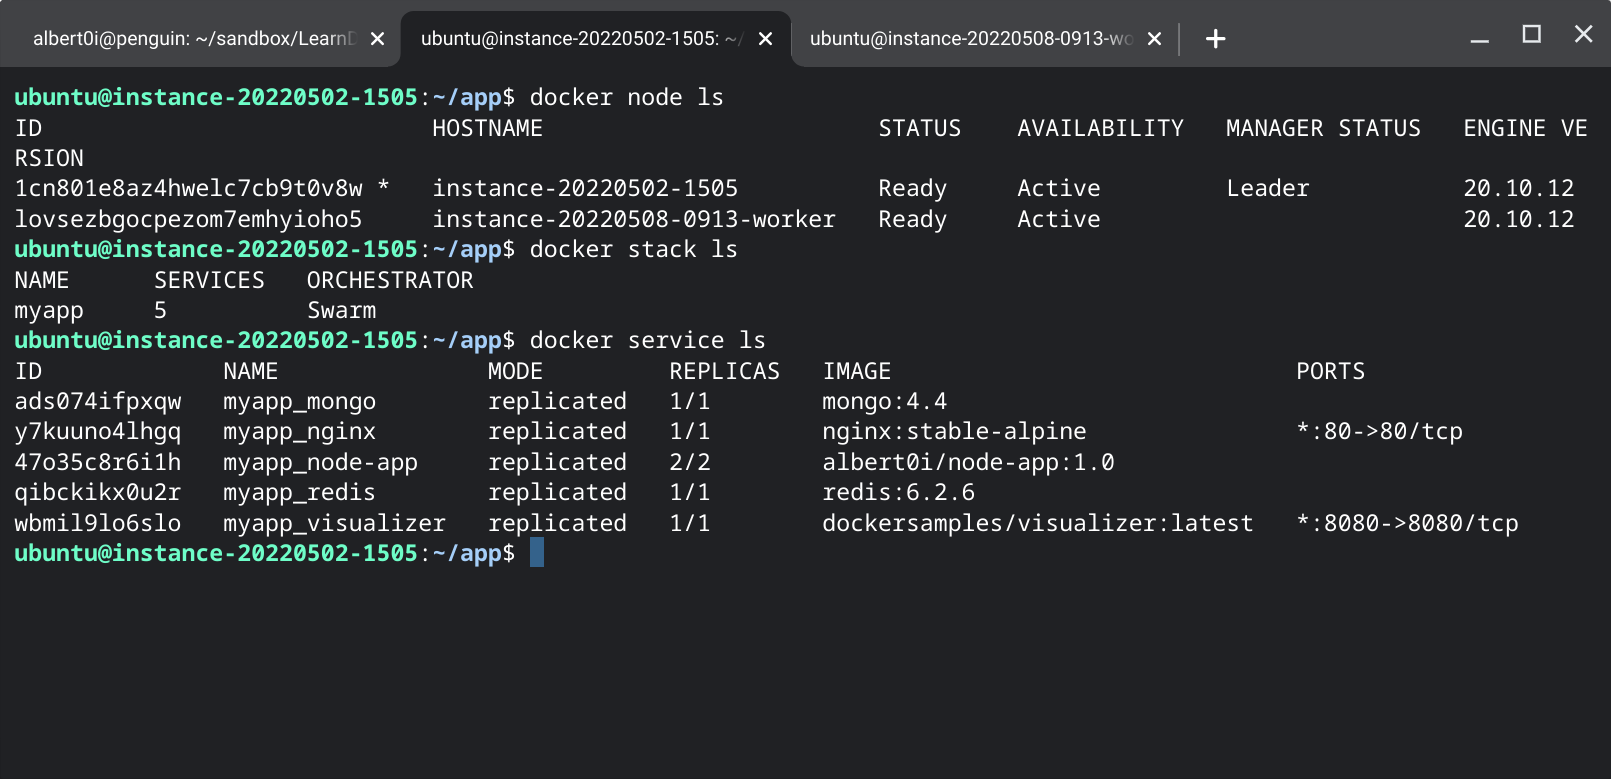 albert0i@penguin: ~/sandbox/Learn
ubuntu@instance-20220502-1505: ~/
ubuntu@instance-20220508-0913-wo
ubuntu@instance-20220502-1505:~/app$ docker node ls
ID HOSTNAME STATUS AVAILABILITY MANAGER STATUS ENGINE VE
RSION
1cn801e8az4hwelc7cb9t0v8w * instance-20220502-1505 Ready Active Leader 20.10.12
lovsezbgocpezom7emhyioho5 instance-20220508-0913-worker Ready Active 20.10.12
ubuntu@instance-20220502-1505:~/app$ docker stack ls
NAME SERVICES ORCHESTRATOR
myapp 5 Swarm
ubuntu@instance-20220502-1505:~/app$ docker service ls
ID NAME MODE REPLICAS IMAGE PORTS
ads074ifpxqw myapp_mongo replicated 1/1 mongo:4.4
y7kuuno4lhgq myapp_nginx replicated 1/1 nginx:stable-alpine *:80->80/tcp
47o35c8r6i1h myapp_node-app replicated 2/2 albert0i/node-app:1.0
qibckikx0u2r myapp_redis replicated 1/1 redis:6.2.6
wbmil9lo6slo myapp_visualizer replicated 1/1 dockersamples/visualizer:latest *:8080->8080/tcp
ubuntu@instance-20220502-1505:~/app$